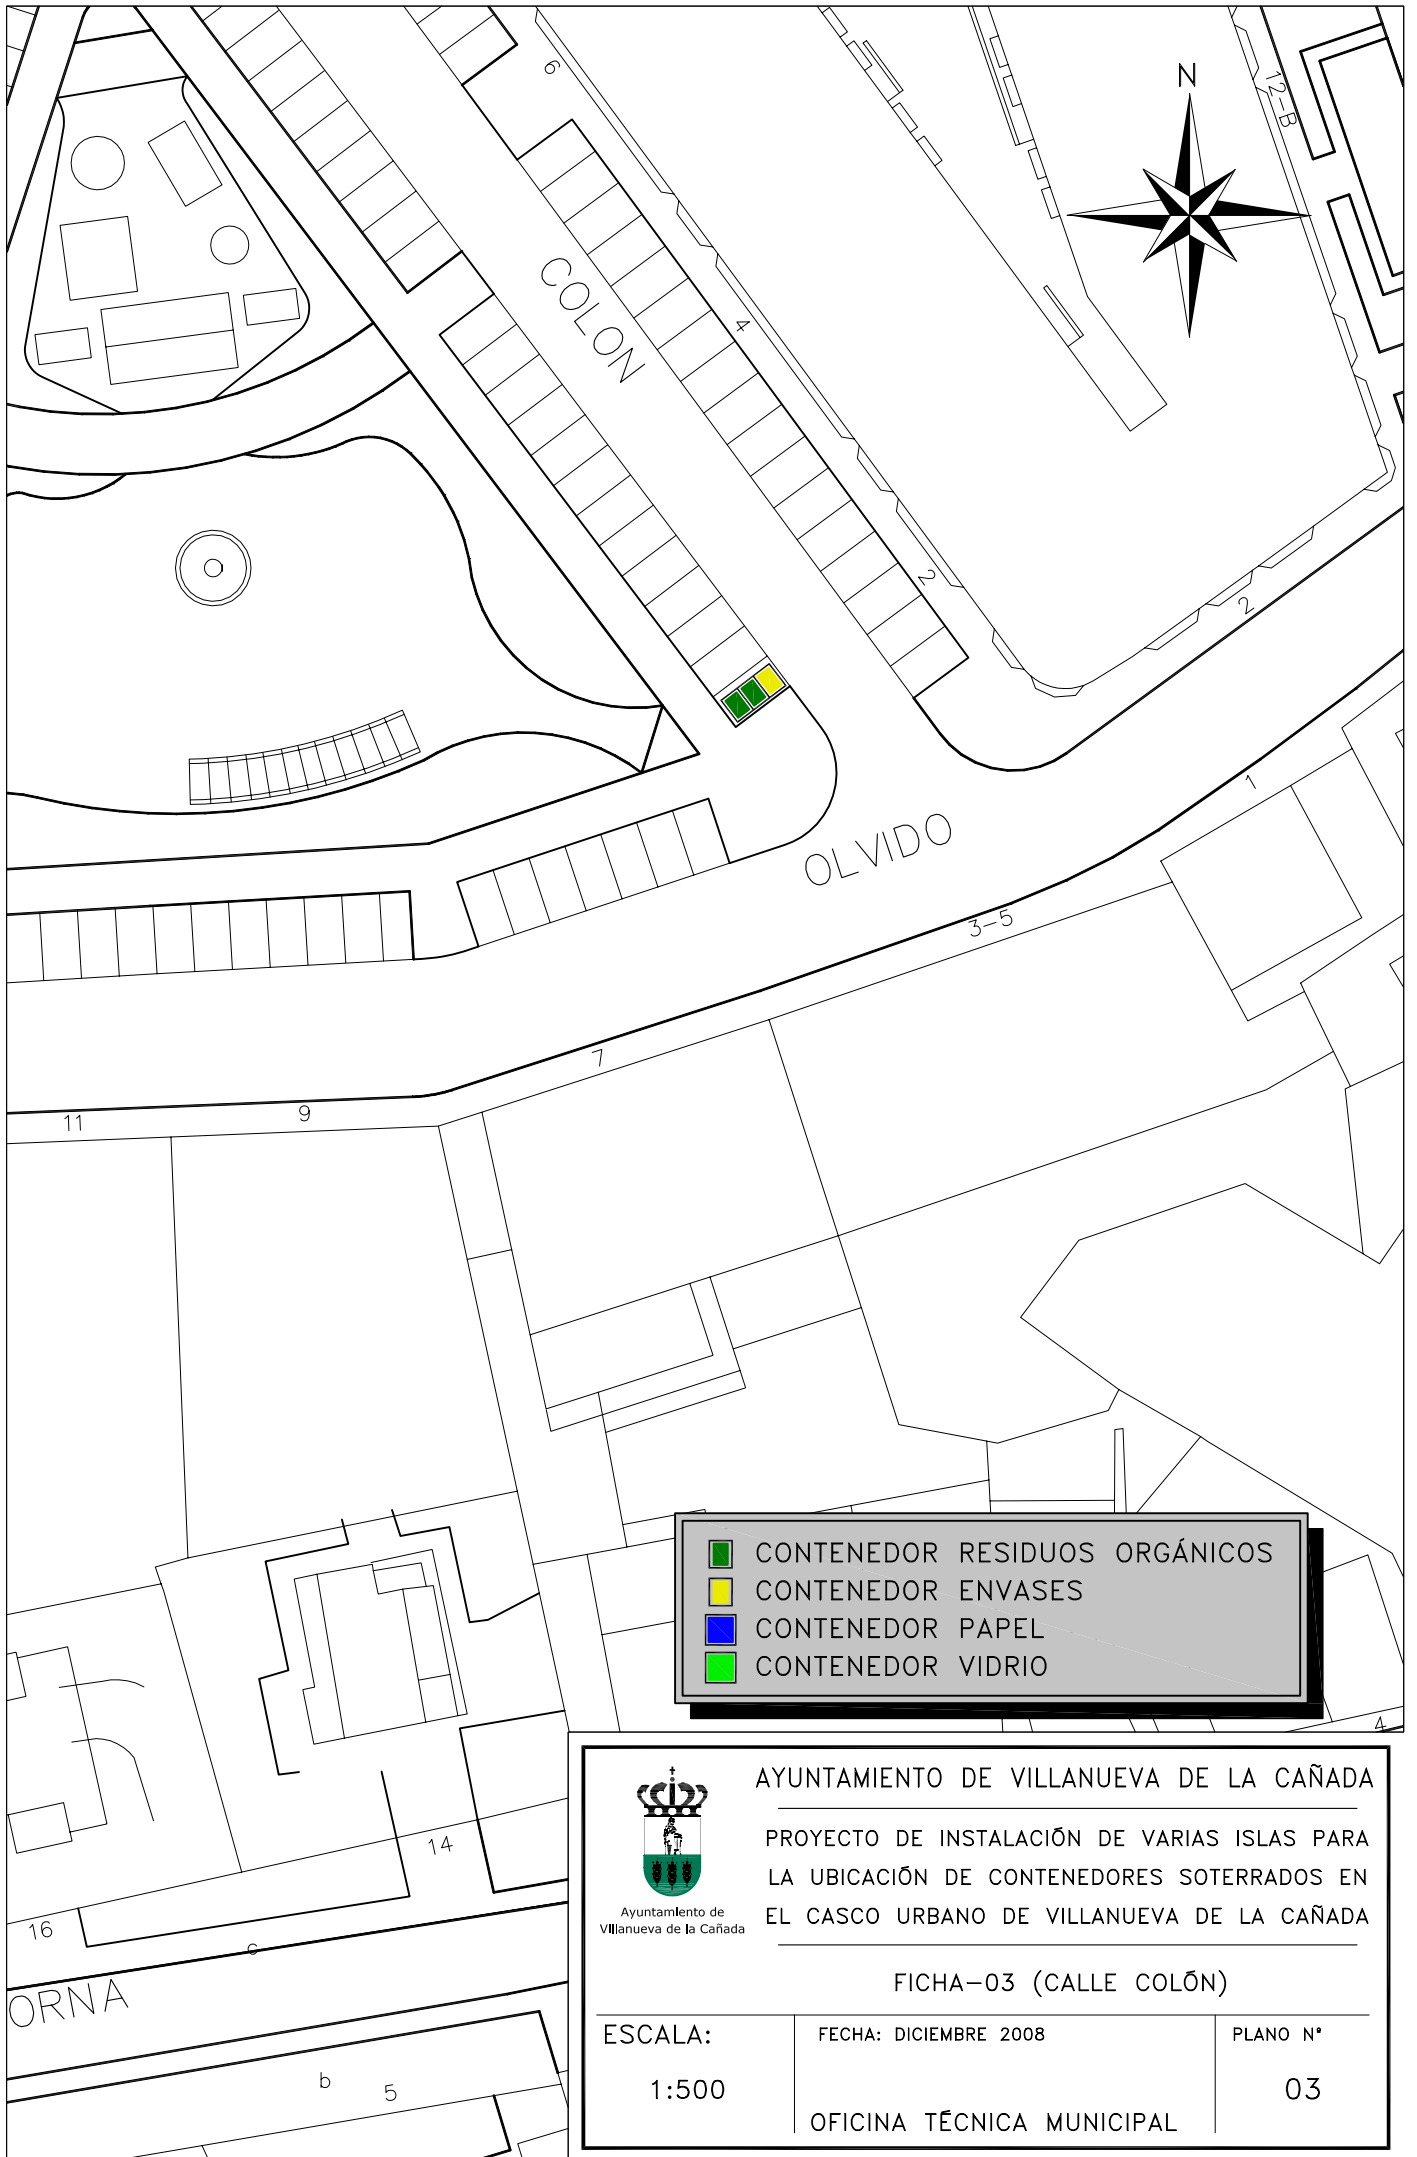 N
6
12-B
COLON
4
2
2
1
OLVIDO
3-5
7
11
9
CONTENEDOR RESIDUOS ORGÁNICOS
CONTENEDOR ENVASES
CONTENEDOR PAPEL
CONTENEDOR VIDRIO
4
14
16
c
ORNA
b
5
AYUNTAMIENTO DE VILLANUEVA DE LA CAÑADA
PROYECTO DE INSTALACIÓN DE VARIAS ISLAS PARA
LA UBICACIÓN DE CONTENEDORES SOTERRADOS EN
EL CASCO URBANO DE VILLANUEVA DE LA CAÑADA
Ayuntamiento de
Villanueva de la Cañada
FICHA-03 (CALLE COLÓN)
ESCALA:
1:500
FECHA: DICIEMBRE 2008
OFICINA TÉCNICA MUNICIPAL
PLANO Nº
03